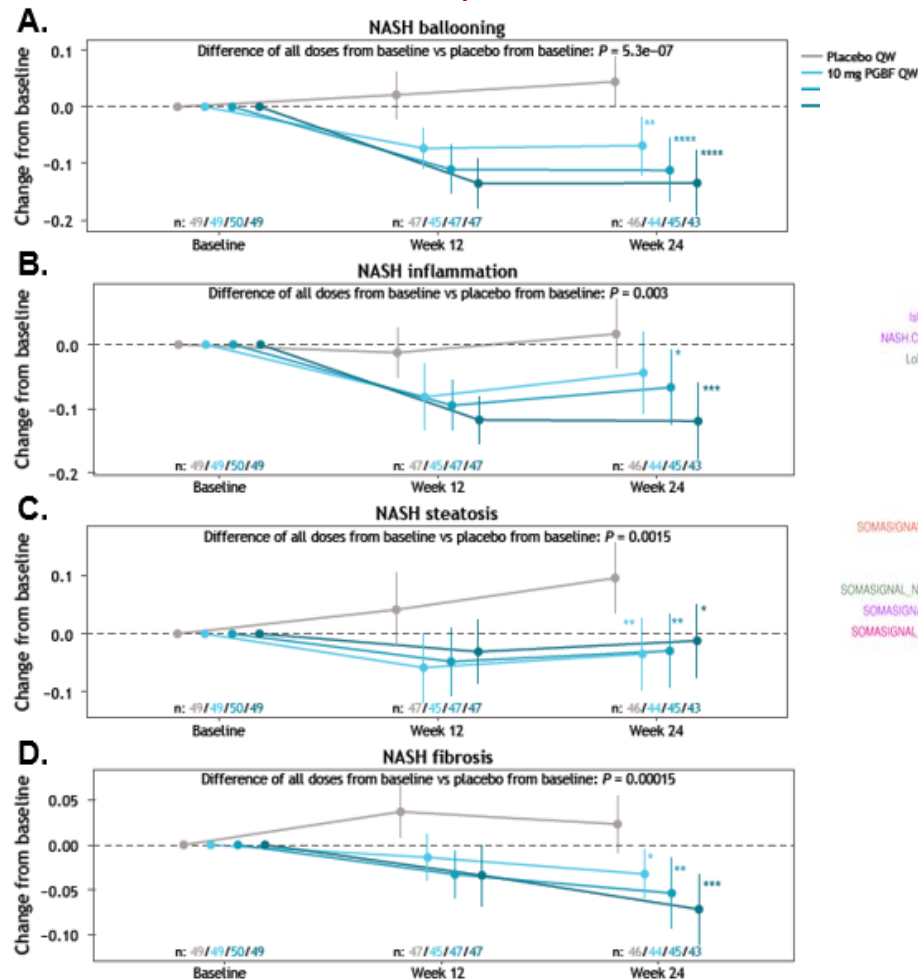 A.
NASH ballooning
Difference of all doses from baseline vs placebo from baseline: P = 5.3e−07
Placebo QW
10 mg PGBF QW
Change from baseline
0.1
0.0
−0.1
−0.2
**
****
****
n: 49/49/50/49
47/45/47/47
46/44/45/43
Baseline
Week 12
Week 24
B.
NASH inflammation
Difference of all doses from baseline vs placebo from baseline: P = 0.003
Change from baseline
0.0
−0.1
−0.2
*
***
n: 49/49/50/49
47/45/47/47
46/44/45/43
Baseline
Week 12
Week 24
NASH.C
C.
NASH steatosis
Difference of all doses from baseline vs placebo from baseline: P = 0.0015
Change from baseline
0.1
0.0
−0.1
**
**
*
n: 49/49/50/49
47/45/47/47
46/44/45/43
Baseline
Week 12
Week 24
SOMASIGNA
SOMASIGNAL_N
SOMASIGNA
SOMASIGNAL_
D.
NASH fibrosis
Difference of all doses from baseline vs placebo from baseline: P = 0.00015
Change from baseline
0.05
0.00
−0.05
−0.10
*
**
***
n: 49/49/50/49
47/45/47/47
46/44/45/43
Baseline
Week 12
Week 24